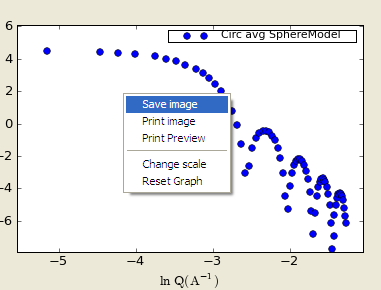 6
Circ avg SphereModel
4
2
Save image
Print image
0
Print Preview
−2
Change scale
−4
Reset Graph
−6
−5 −4 −3 −2
ln Q(A⁻¹)